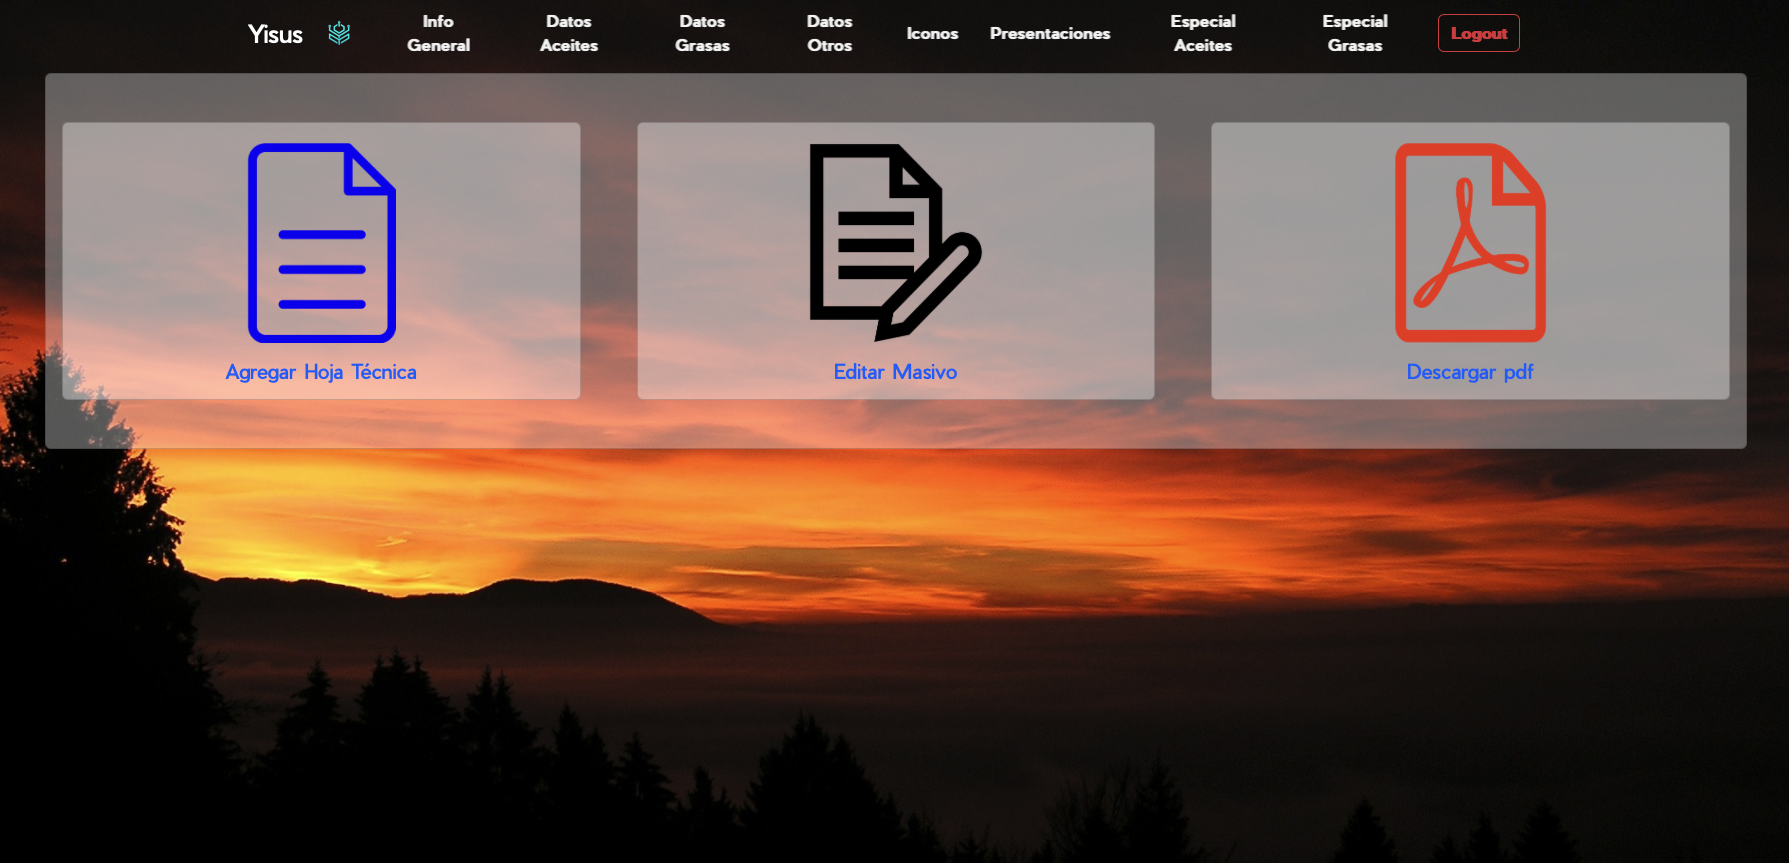 Yisus
Info
General
Datos
Aceites
Datos
Grasas
Datos
Otros
Iconos
Presentaciones
Especial
Aceites
Especial
Grasas
Logout
Agregar Hoja Técnica
Editar Masivo
Descargar pdf